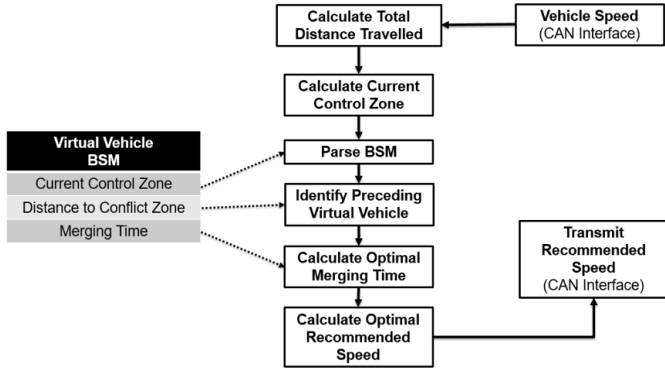 Calculate Total
Distance Travelled
Vehicle Speed
(CAN Interface)
Calculate Current
Control Zone
Virtual Vehicle
BSM
Current Control Zone
Distance to Conflict Zone
Merging Time
Parse BSM
Identify Preceding
Virtual Vehicle
Calculate Optimal
Merging Time
Calculate Optimal
Recommended
Speed
Transmit
Recommended
Speed
(CAN Interface)